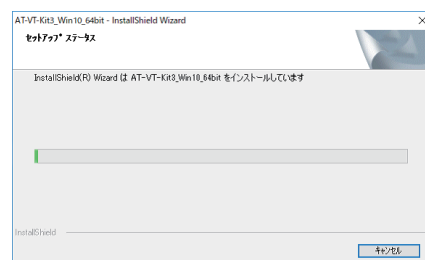 AT-VT-Kit3_Win10_64bit - InstallShield Wizard
セットアップ ステータス
InstallShield(R) Wizard は AT-VT-Kit3_Win10_64bit をインストールしています
InstallShield
キャンセル